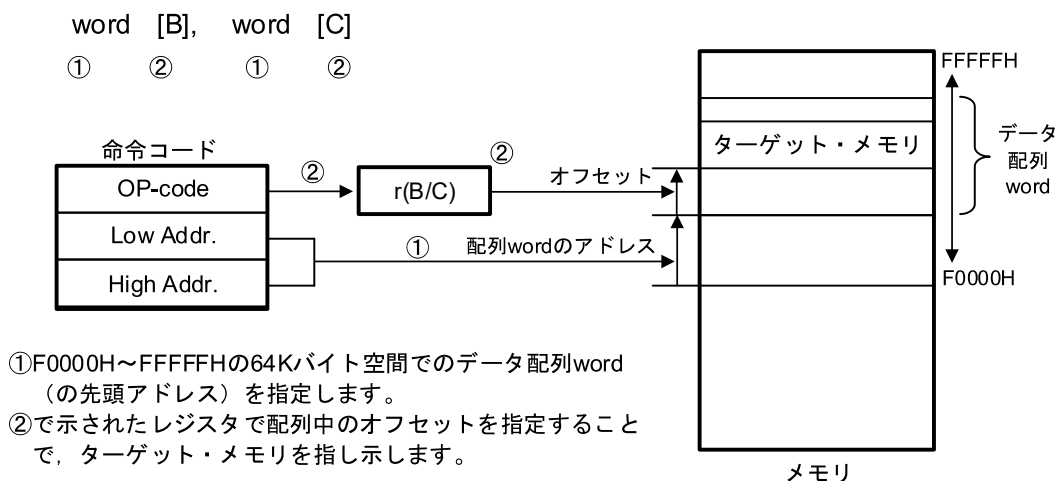 word [B], word [C]
① ② ① ②
FFFFFH
命令コード
OP-code
Low Addr.
High Addr.
②
r(B/C)
②
オフセット
①
配列wordのアドレス
ターゲット・メモリ
データ
配列
word
F0000H
メモリ
①F0000H～FFFFFHの64Kバイト空間でのデータ配列word
（の先頭アドレス）を指定します。
②で示されたレジスタで配列中のオフセットを指定すること
で，ターゲット・メモリを指し示します。